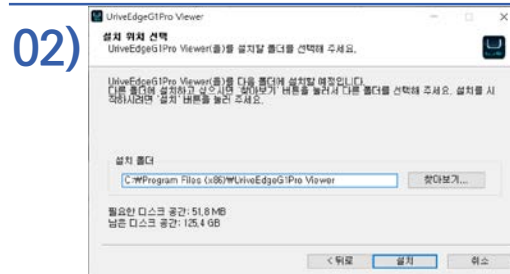 02)
UriveEdgeG1Pro Viewer
설치 위치 선택
UriveEdgeG1Pro Viewer(을)를 설치할 폴더를 선택해 주세요.
UriveEdgeG1Pro Viewer(을)를 다음 폴더에 설치할 예정입니다.
다른 폴더에 설치하고 싶으시면 '찾아보기' 버튼을 눌러서 다른 폴더를 선택해 주세요. 설치를 시
작하시려면 '설치' 버튼을 눌러 주세요.
설치 폴더
C:₩Program Files (x86)₩UriveEdgeG1Pro Viewer
찾아보기...
필요한 디스크 공간: 51.8 MB
남은 디스크 공간: 125.4 GB
< 뒤로
설치
취소